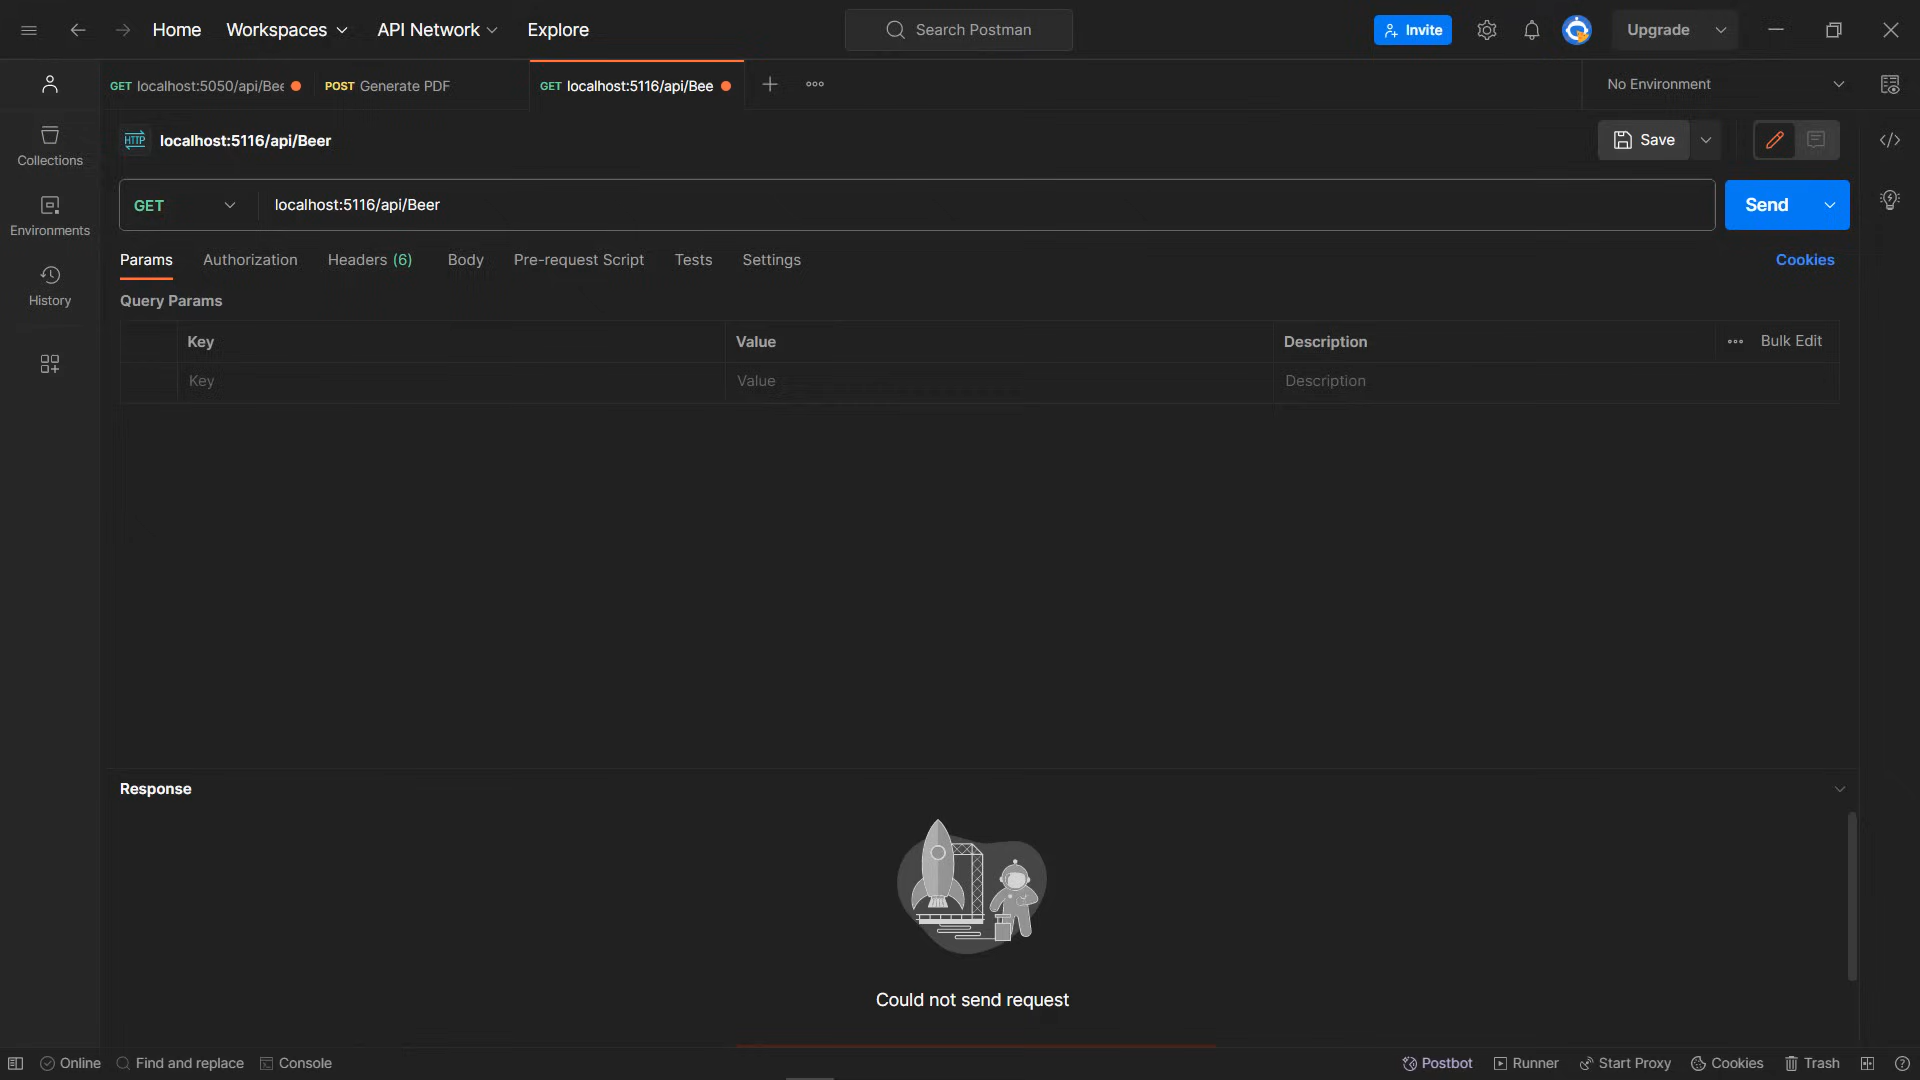 Home Workspaces API Network Explore Search Postman Invite Upgrade
GET localhost:5050/api/Bee POST Generate PDF GET localhost:5116/api/Bee No Environment
HTTP localhost:5116/api/Beer Save
Collections
GET localhost:5116/api/Beer Send
Environments
Params Authorization Headers (6) Body Pre-request Script Tests Settings Cookies
History
Query Params
Key Value Description Bulk Edit
Key Value Description
Response
Could not send request
Online Find and replace Console Postbot Runner Start Proxy Cookies Trash